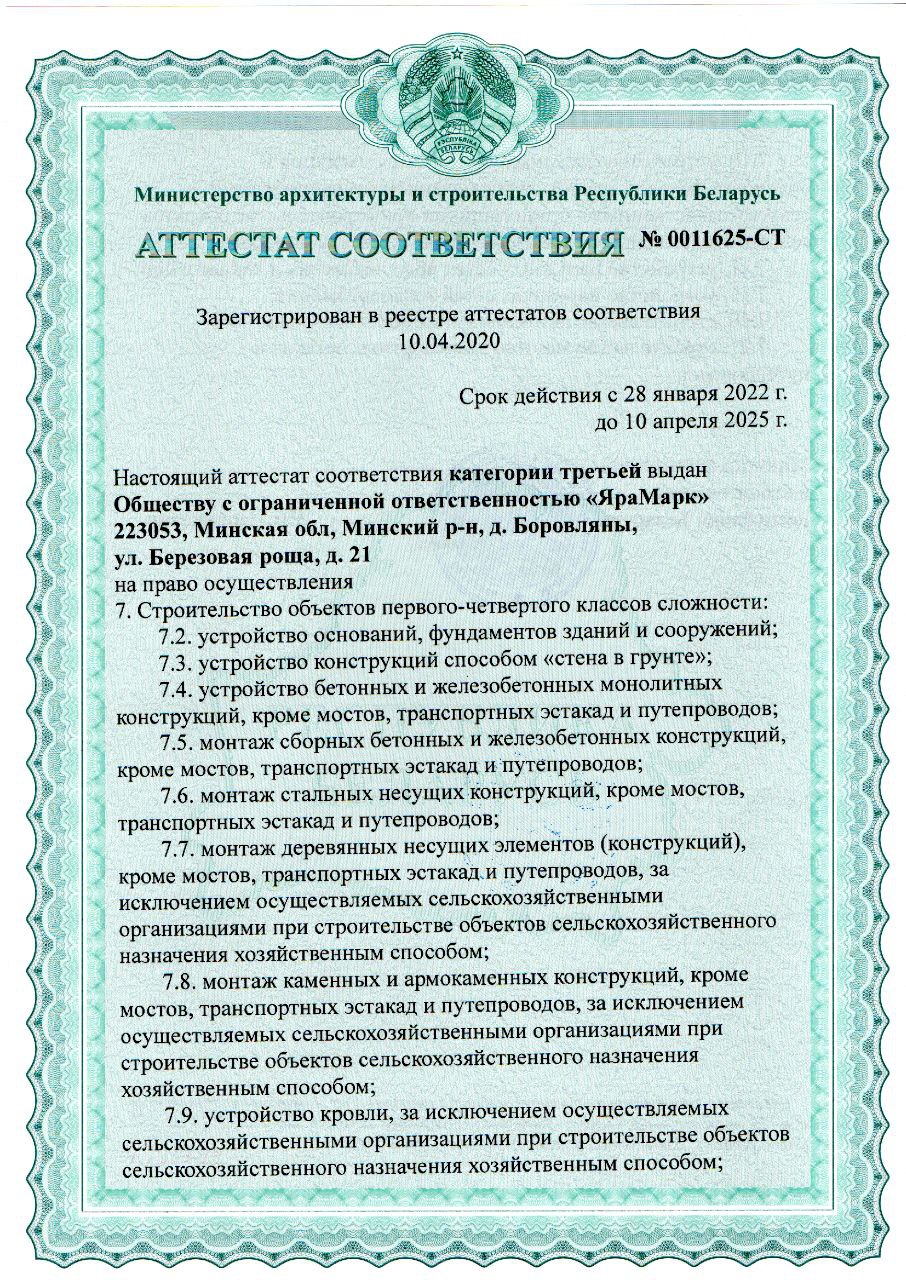 РЭСПУБЛІКА
БЕЛАРУСЬ
Министерство архитектуры и строительства Республики Беларусь
АТТЕСТАТ СООТВЕТСТВИЯ № 0011625-СТ
Зарегистрирован в реестре аттестатов соответствия
10.04.2020
Срок действия с 28 января 2022 г.
до 10 апреля 2025 г.
Настоящий аттестат соответствия категории третьей выдан
Обществу с ограниченной ответственностью «ЯраМарк»
223053, Минская обл, Минский р-н, д. Боровляны,
ул. Березовая роща, д. 21
на право осуществления
7. Строительство объектов первого-четвертого классов сложности:
7.2. устройство оснований, фундаментов зданий и сооружений;
7.3. устройство конструкций способом «стена в грунте»;
7.4. устройство бетонных и железобетонных монолитных
конструкций, кроме мостов, транспортных эстакад и путепроводов;
7.5. монтаж сборных бетонных и железобетонных конструкций,
кроме мостов, транспортных эстакад и путепроводов;
7.6. монтаж стальных несущих конструкций, кроме мостов,
транспортных эстакад и путепроводов;
7.7. монтаж деревянных несущих элементов (конструкций),
кроме мостов, транспортных эстакад и путепроводов, за
исключением осуществляемых сельскохозяйственными
организациями при строительстве объектов сельскохозяйственного
назначения хозяйственным способом;
7.8. монтаж каменных и армокаменных конструкций, кроме
мостов, транспортных эстакад и путепроводов, за исключением
осуществляемых сельскохозяйственными организациями при
строительстве объектов сельскохозяйственного назначения
хозяйственным способом;
7.9. устройство кровли, за исключением осуществляемых
сельскохозяйственными организациями при строительстве объектов
сельскохозяйственного назначения хозяйственным способом;